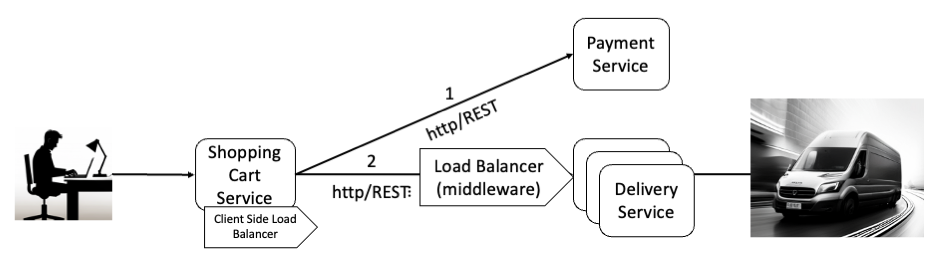 Payment
Service
1
http/REST
Shopping
Cart
Service
2
http/REST:
Load Balancer
(middleware)
Delivery
Service
Client Side Load
Balancer